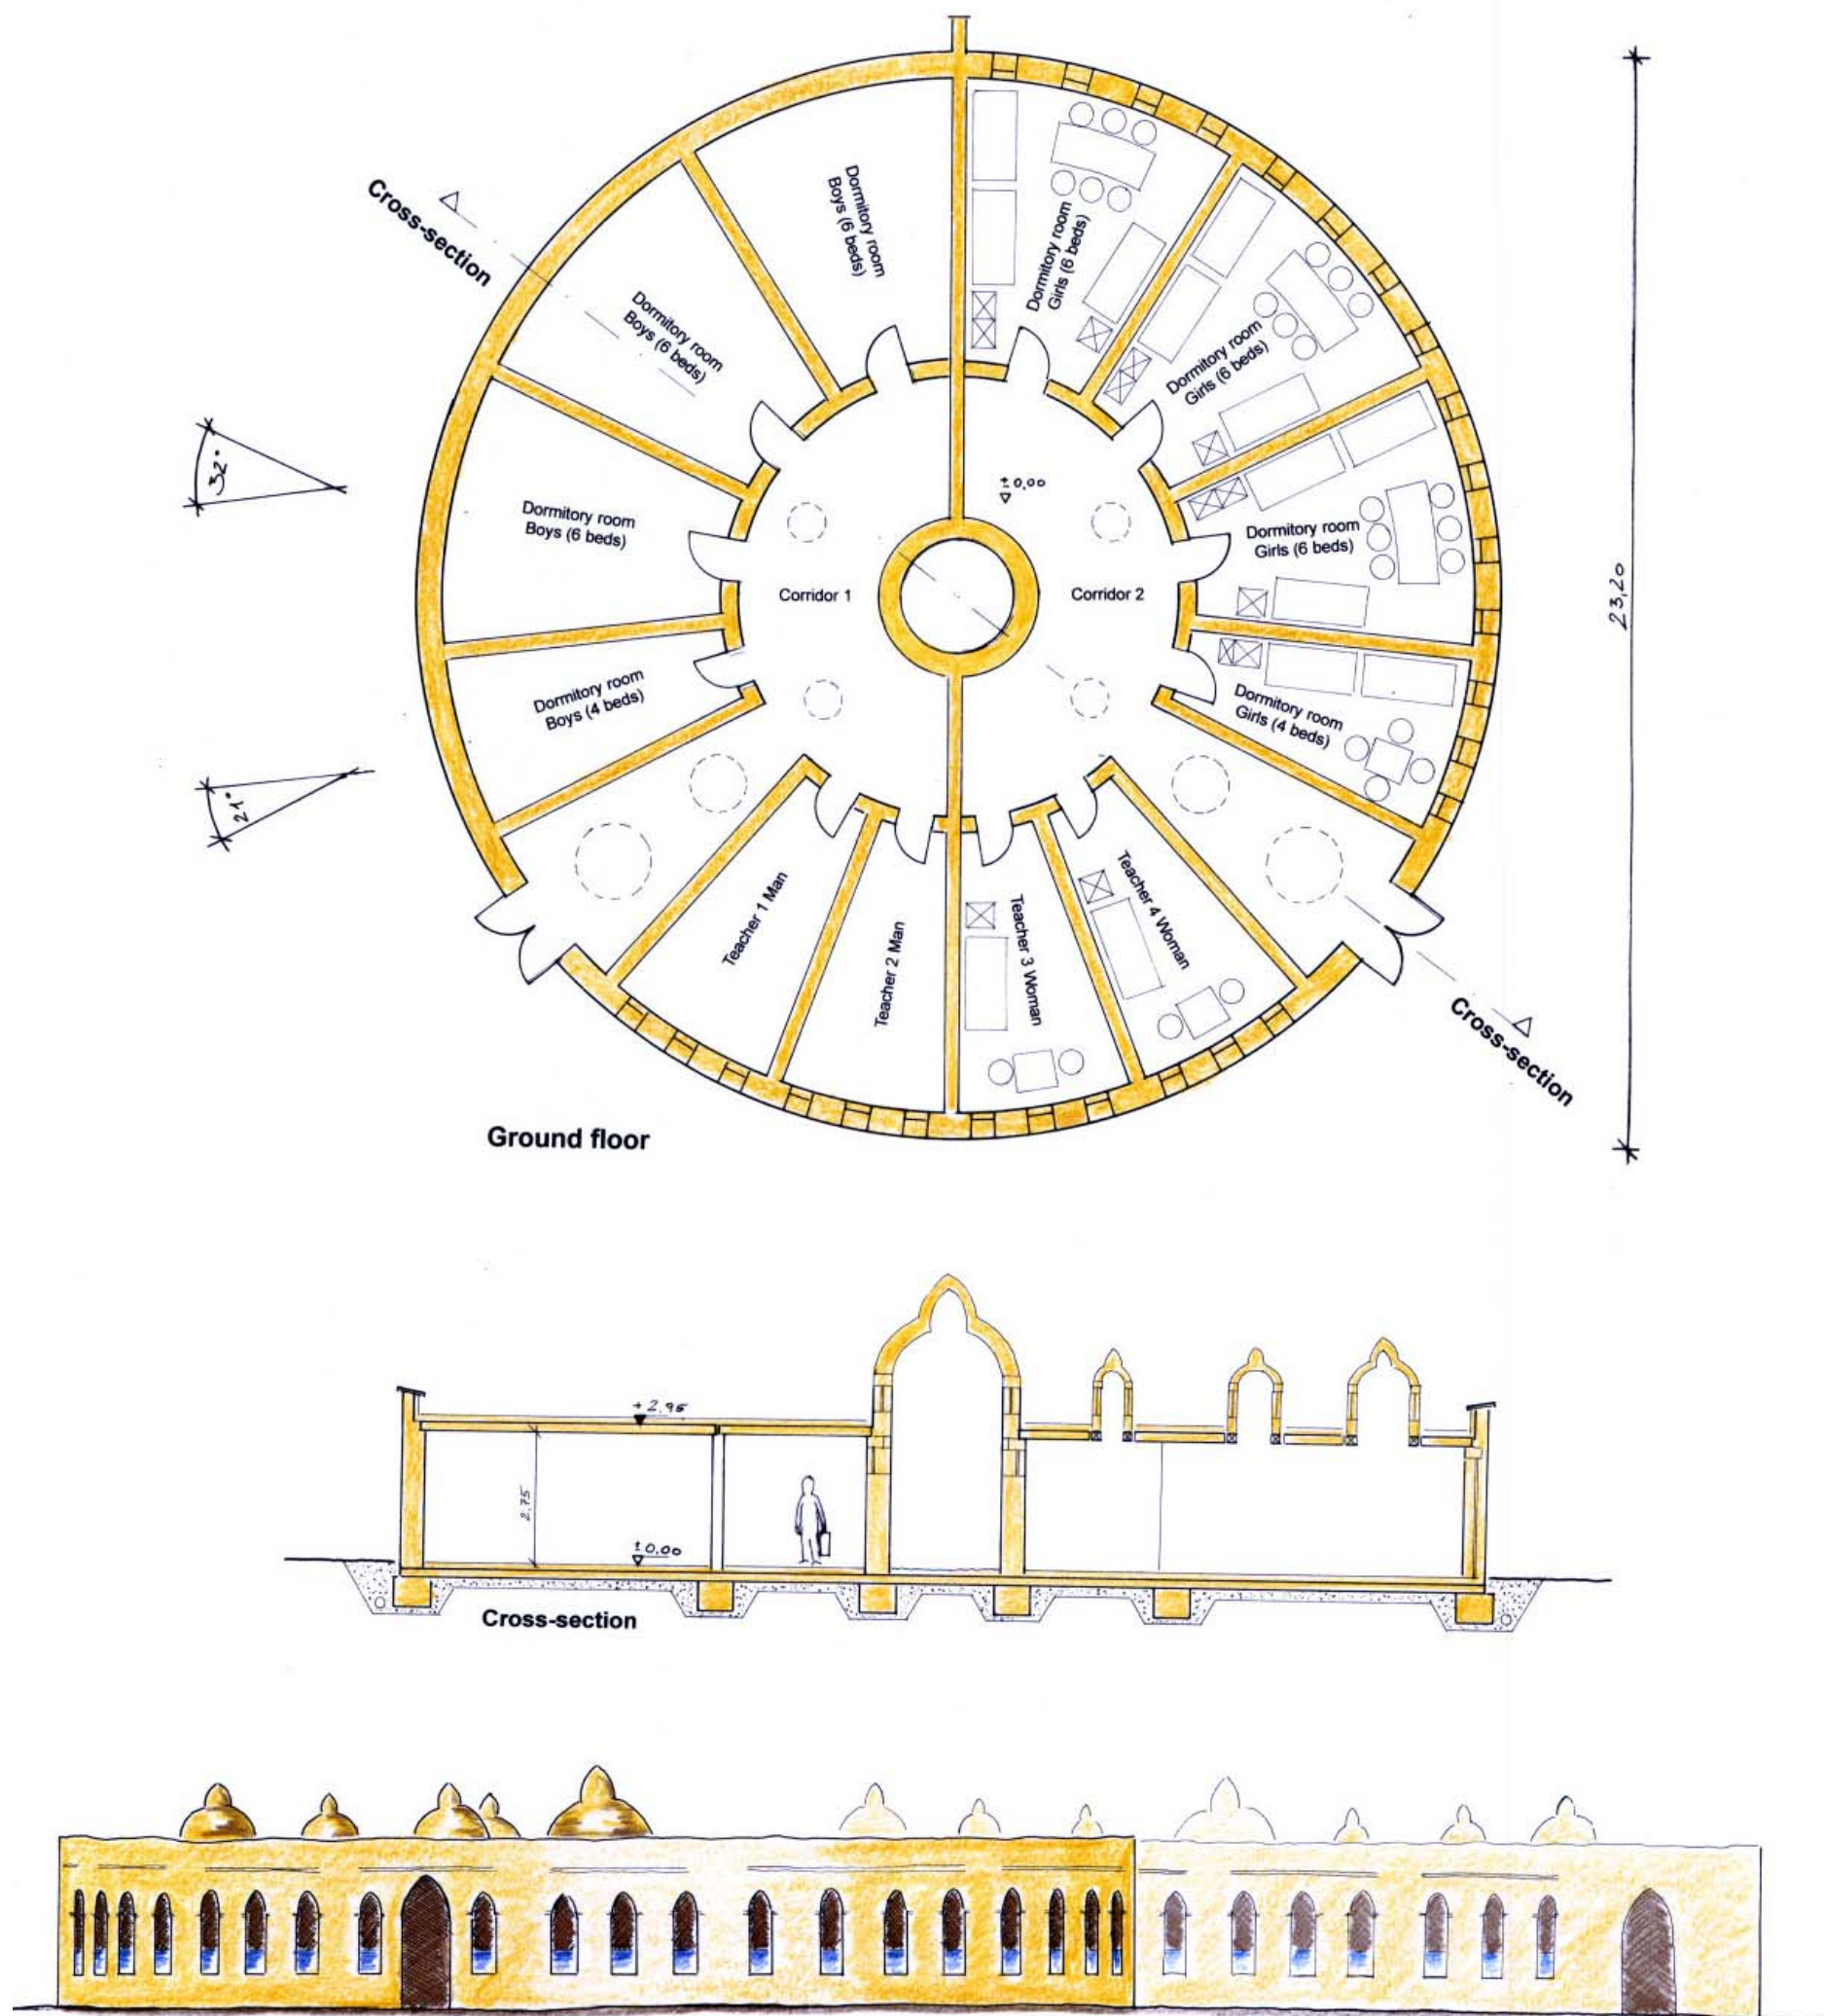 Cross-section
Dormitory room
Boys (6 beds)
Dormitory room
Girls (6 beds)
Dormitory room
Boys (6 beds)
Dormitory room
Girls (6 beds)
32°
Dormitory room
Boys (6 beds)
±0,00
Dormitory room
Girls (6 beds)
23,20
Corridor 1
Corridor 2
Dormitory room
Boys (4 beds)
Dormitory room
Girls (4 beds)
21°
Teacher 1 Man
Teacher 2 Man
Teacher 3 Woman
Teacher 4 Woman
Cross-section
Ground floor
+2,95
2,75
±0,00
Cross-section